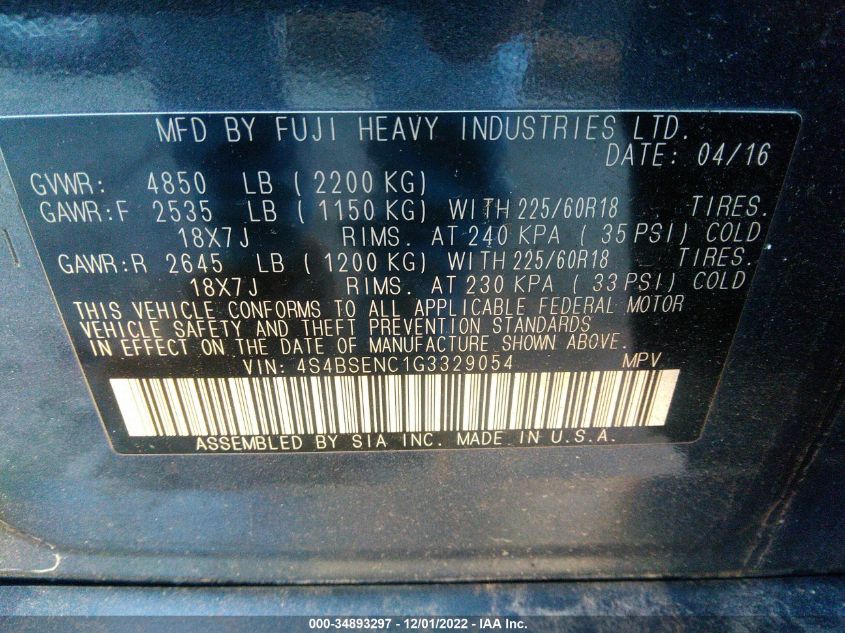 MFD BY FUJI HEAVY INDUSTRIES LTD.
DATE: 04/16
GVWR: 4850 LB ( 2200 KG)
GAWR:F 2535 LB ( 1150 KG) WITH 225/60R18 TIRES.
18X7J RIMS. AT 240 KPA ( 35 PSI) COLD
GAWR:R 2645 LB ( 1200 KG) WITH 225/60R18 TIRES.
18X7J RIMS. AT 230 KPA ( 33 PSI) COLD
THIS VEHICLE CONFORMS TO ALL APPLICABLE FEDERAL MOTOR
VEHICLE SAFETY AND THEFT PREVENTION STANDARDS
IN EFFECT ON THE DATE OF MANUFACTURE SHOWN ABOVE.
VIN: 4S4BSENC1G3329054 MPV
ASSEMBLED BY SIA INC. MADE IN U.S.A.
000-34893297 - 12/01/2022 - IAA Inc.